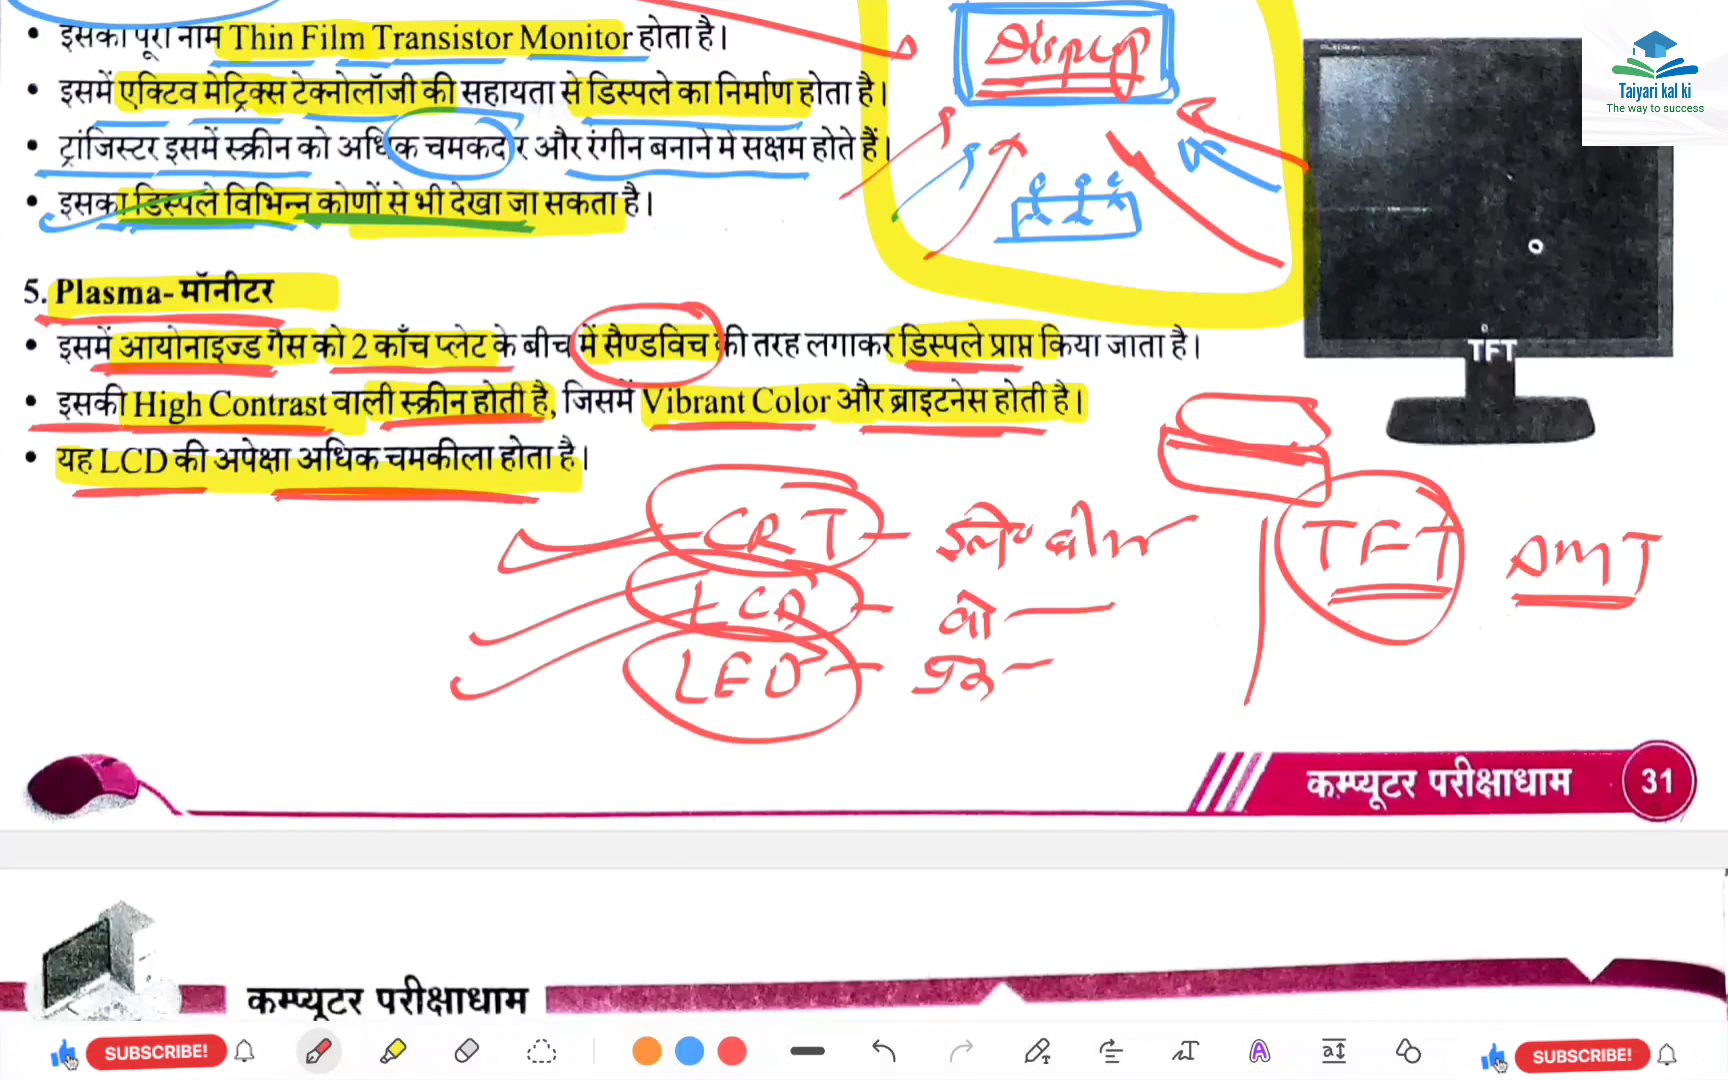 • इसका पूरा नाम Thin Film Transistor Monitor होता है।
• इसमें एक्टिव मेट्रिक्स टेक्नोलॉजी की सहायता से डिस्पले का निर्माण होता है।
• ट्रांजिस्टर इसमें स्क्रीन को अधिक चमकदार और रंगीन बनाने मे सक्षम होते हैं।
• इसका डिस्पले विभिन्न कोणों से भी देखा जा सकता है।
Taiyari kal ki
The way to success
TFT
5. Plasma- मॉनीटर
• इसमें आयोनाइज्ड गैस को 2 काँच प्लेट के बीच में सैण्डविच की तरह लगाकर डिस्पले प्राप्त किया जाता है।
• इसकी High Contrast वाली स्क्रीन होती है, जिसमें Vibrant Color और ब्राइटनेस होती है।
• यह LCD की अपेक्षा अधिक चमकीला होता है।
CRT -
LCD -
LED -
TFT
कम्प्यूटर परीक्षाधाम 31
कम्प्यूटर परीक्षाधाम
SUBSCRIBE! SUBSCRIBE!